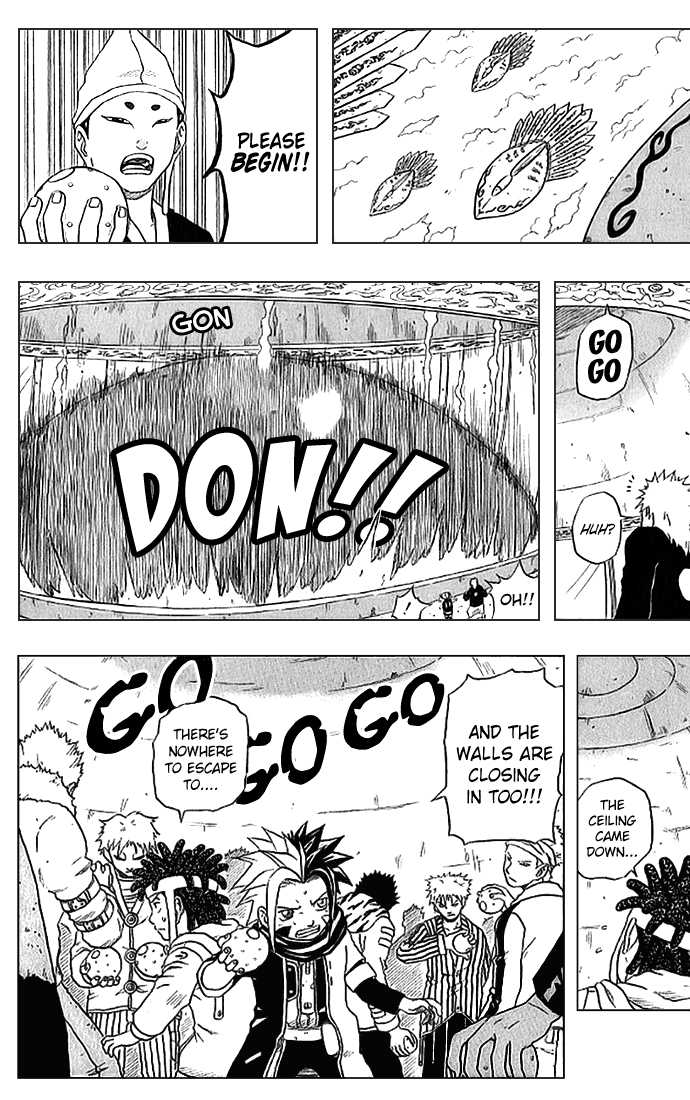 PLEASE
BEGIN!!
GO
GO
HUH?
GON
DON!!
OH!!
THE
CEILING
CAME
DOWN...
AND THE
WALLS ARE
CLOSING
IN TOO!!!
GO
GO
GO
THERE'S
NOWHERE
TO ESCAPE
TO....